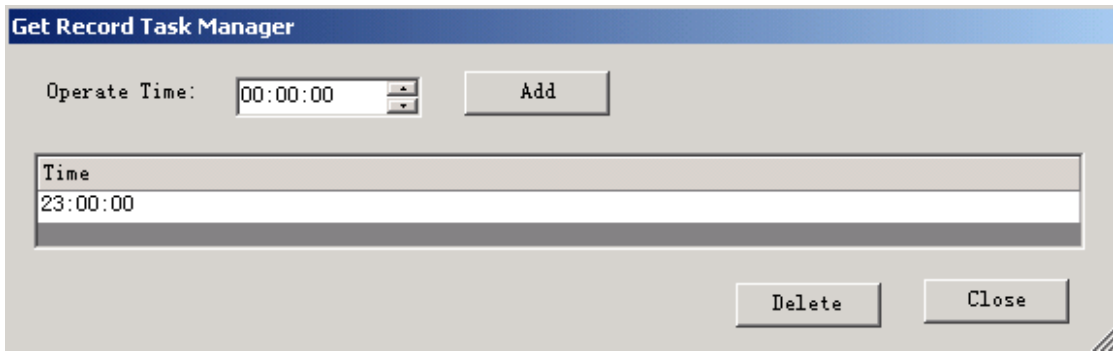 Get Record Task Manager
Operate Time: 00:00:00 Add
Time
23:00:00
Delete Close